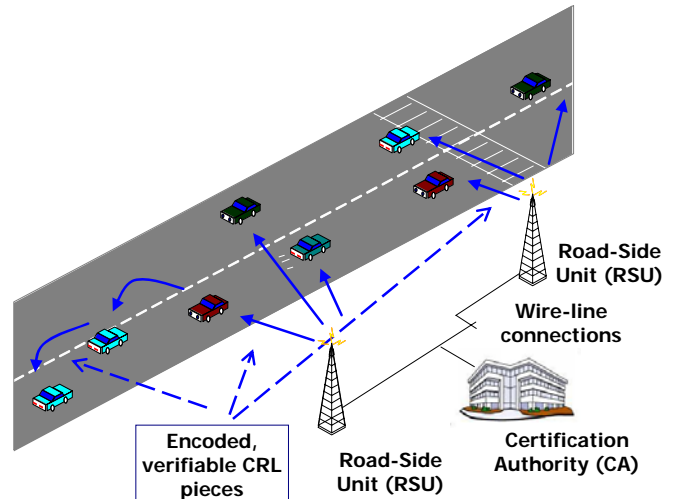 Road-Side
Unit (RSU)
Wire-line
connections
Certification
Authority (CA)
Encoded,
verifiable CRL
pieces
Road-Side
Unit (RSU)